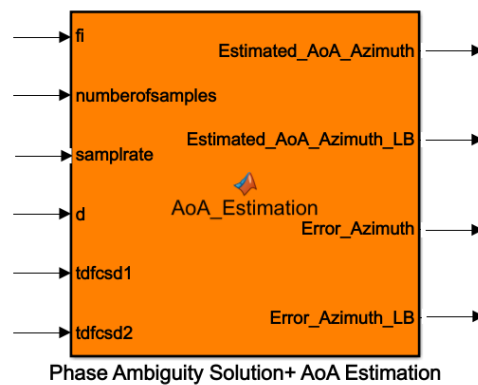 fi
Estimated_AoA_Azimuth
numberofsamples
Estimated_AoA_Azimuth_LB
samplrate
AoA_Estimation
d
Error_Azimuth
tdfcsd1
Error_Azimuth_LB
tdfcsd2
Phase Ambiguity Solution+ AoA Estimation